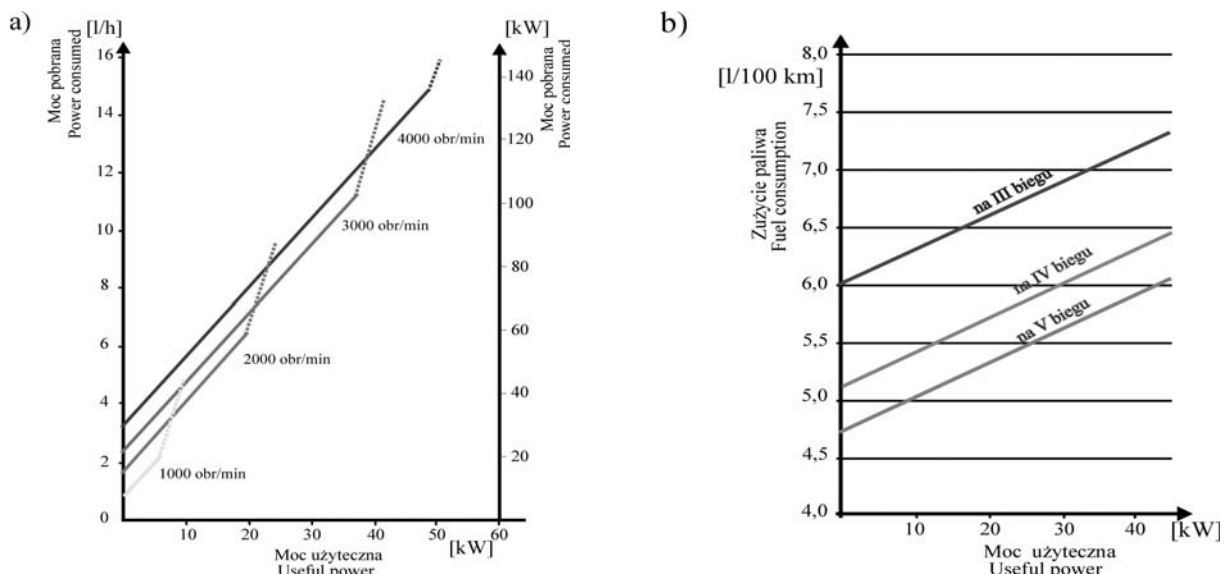 a)
[l/h]
Moc pobrana
Power consumed
16
14
12
10
8
6
4
2
0
[kW]
Moc pobrana
Power consumed
140
120
100
80
60
40
20
4000 obr/min
3000 obr/min
2000 obr/min
1000 obr/min
10
20
30
40
50
60
[kW]
Moc użyteczna
Useful power
b)
[l/100 km]
Zużycie paliwa
Fuel consumption
8,0
7,5
7,0
6,5
6,0
5,5
5,0
4,5
4,0
na III biegu
na IV biegu
na V biegu
10
20
30
40
[kW]
Moc użyteczna
Useful power